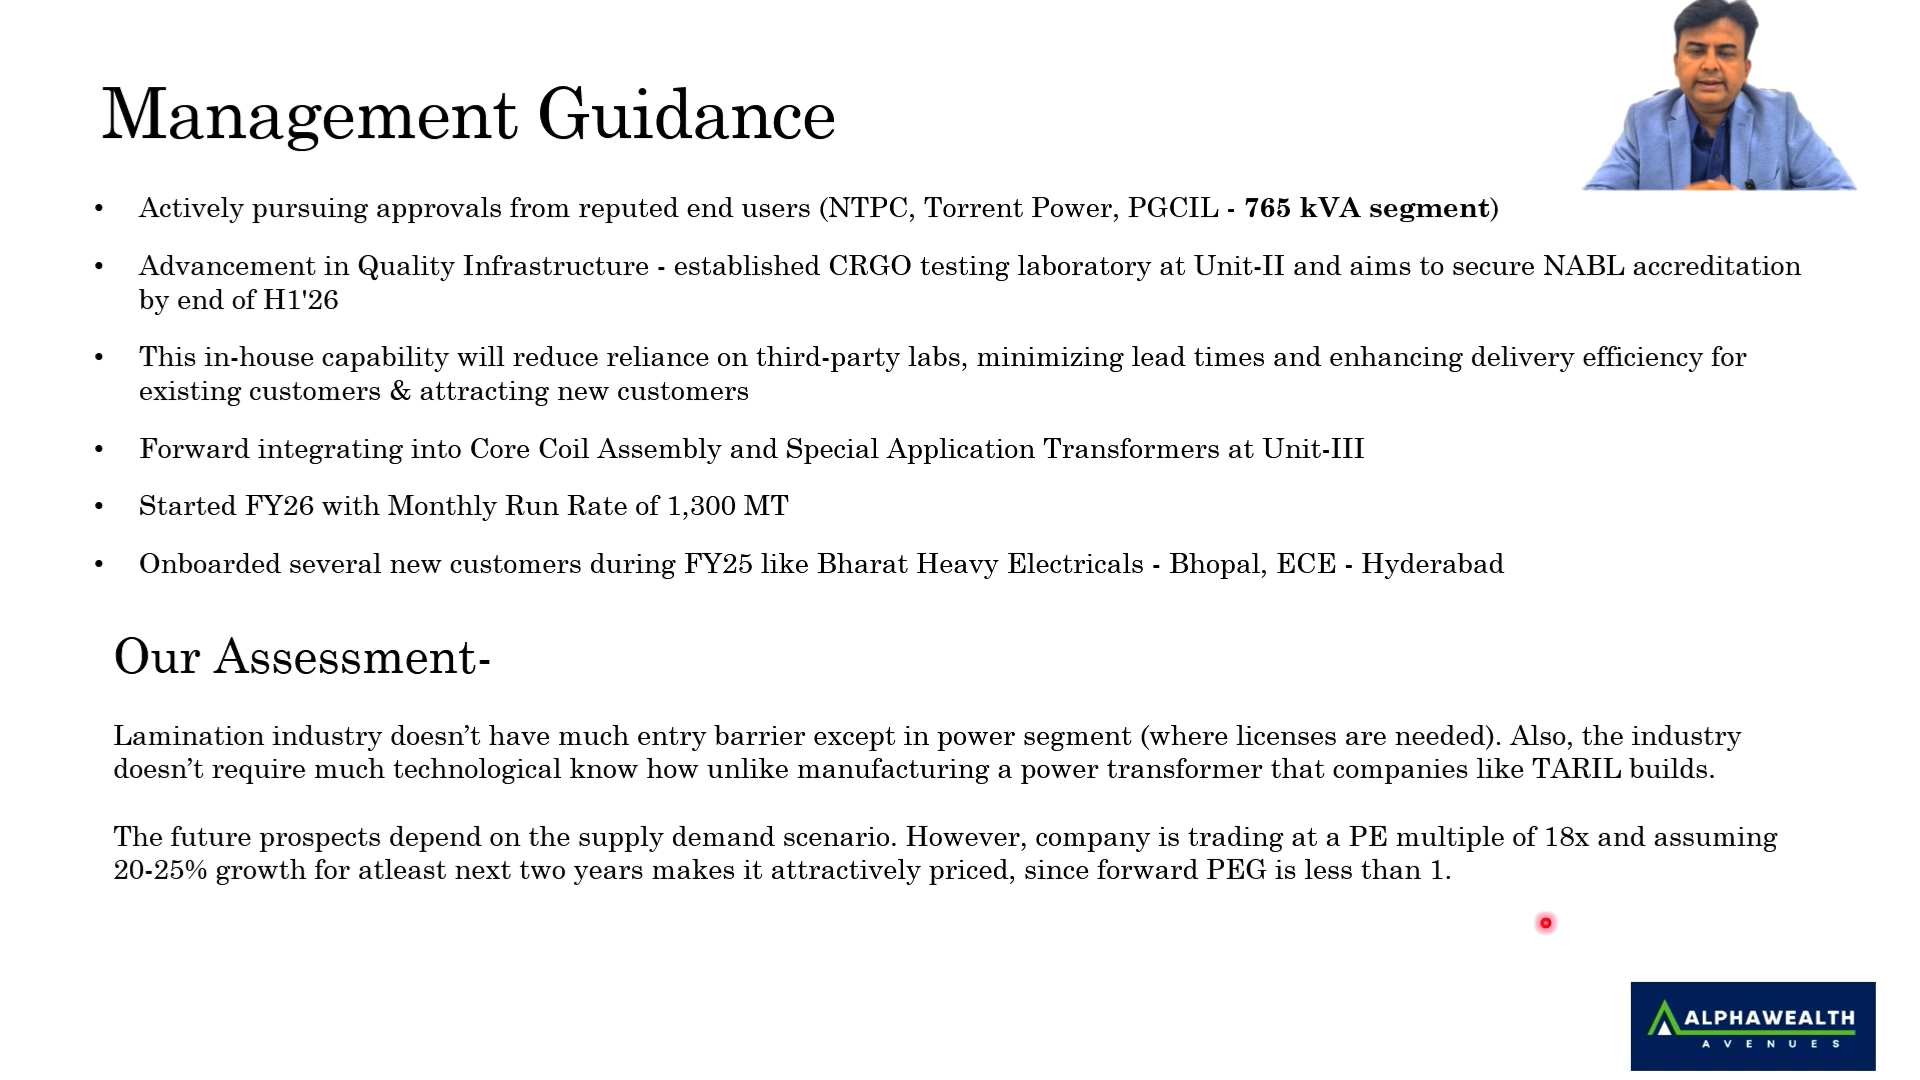 Management Guidance
• Actively pursuing approvals from reputed end users (NTPC, Torrent Power, PGCIL - 765 kVA segment)
• Advancement in Quality Infrastructure - established CRGO testing laboratory at Unit-II and aims to secure NABL accreditation
by end of H1'26
• This in-house capability will reduce reliance on third-party labs, minimizing lead times and enhancing delivery efficiency for
existing customers & attracting new customers
• Forward integrating into Core Coil Assembly and Special Application Transformers at Unit-III
• Started FY26 with Monthly Run Rate of 1,300 MT
• Onboarded several new customers during FY25 like Bharat Heavy Electricals - Bhopal, ECE - Hyderabad
Our Assessment-
Lamination industry doesn’t have much entry barrier except in power segment (where licenses are needed). Also, the industry
doesn’t require much technological know how unlike manufacturing a power transformer that companies like TARIL builds.
The future prospects depend on the supply demand scenario. However, company is trading at a PE multiple of 18x and assuming
20-25% growth for atleast next two years makes it attractively priced, since forward PEG is less than 1.
ALPHAWEALTH
AVENUES